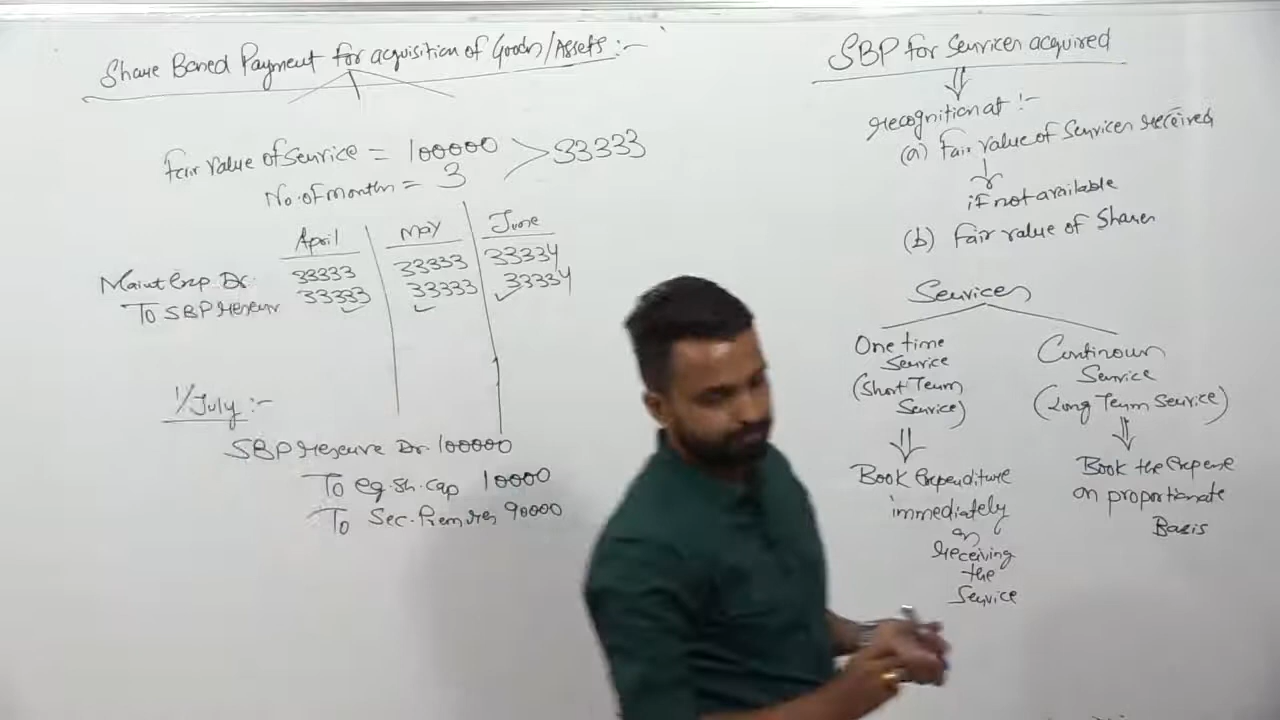 Share Based Payment for acquisition of Goods/Assets :-
Fair value of Service = 100000 > 33333
No. of months = 3
April May June
33333 33333 33334
Maint Exp. Dr.
33333 33333 33334
To SBP reserve
1/July :-
SBP reserve Dr. 100000
To eq. sh. cap 10000
To Sec. Premium 90000
SBP for Services acquired
recognition at :-
(a) Fair value of Services received
if not available
(b) Fair value of Shares
Services
One time
Service
(Short Term
Service)
Book Expenditure
immediately
on
receiving
the
Service
Continous
Service
(Long Term Service)
Book the Expense
on proportionate
Basis